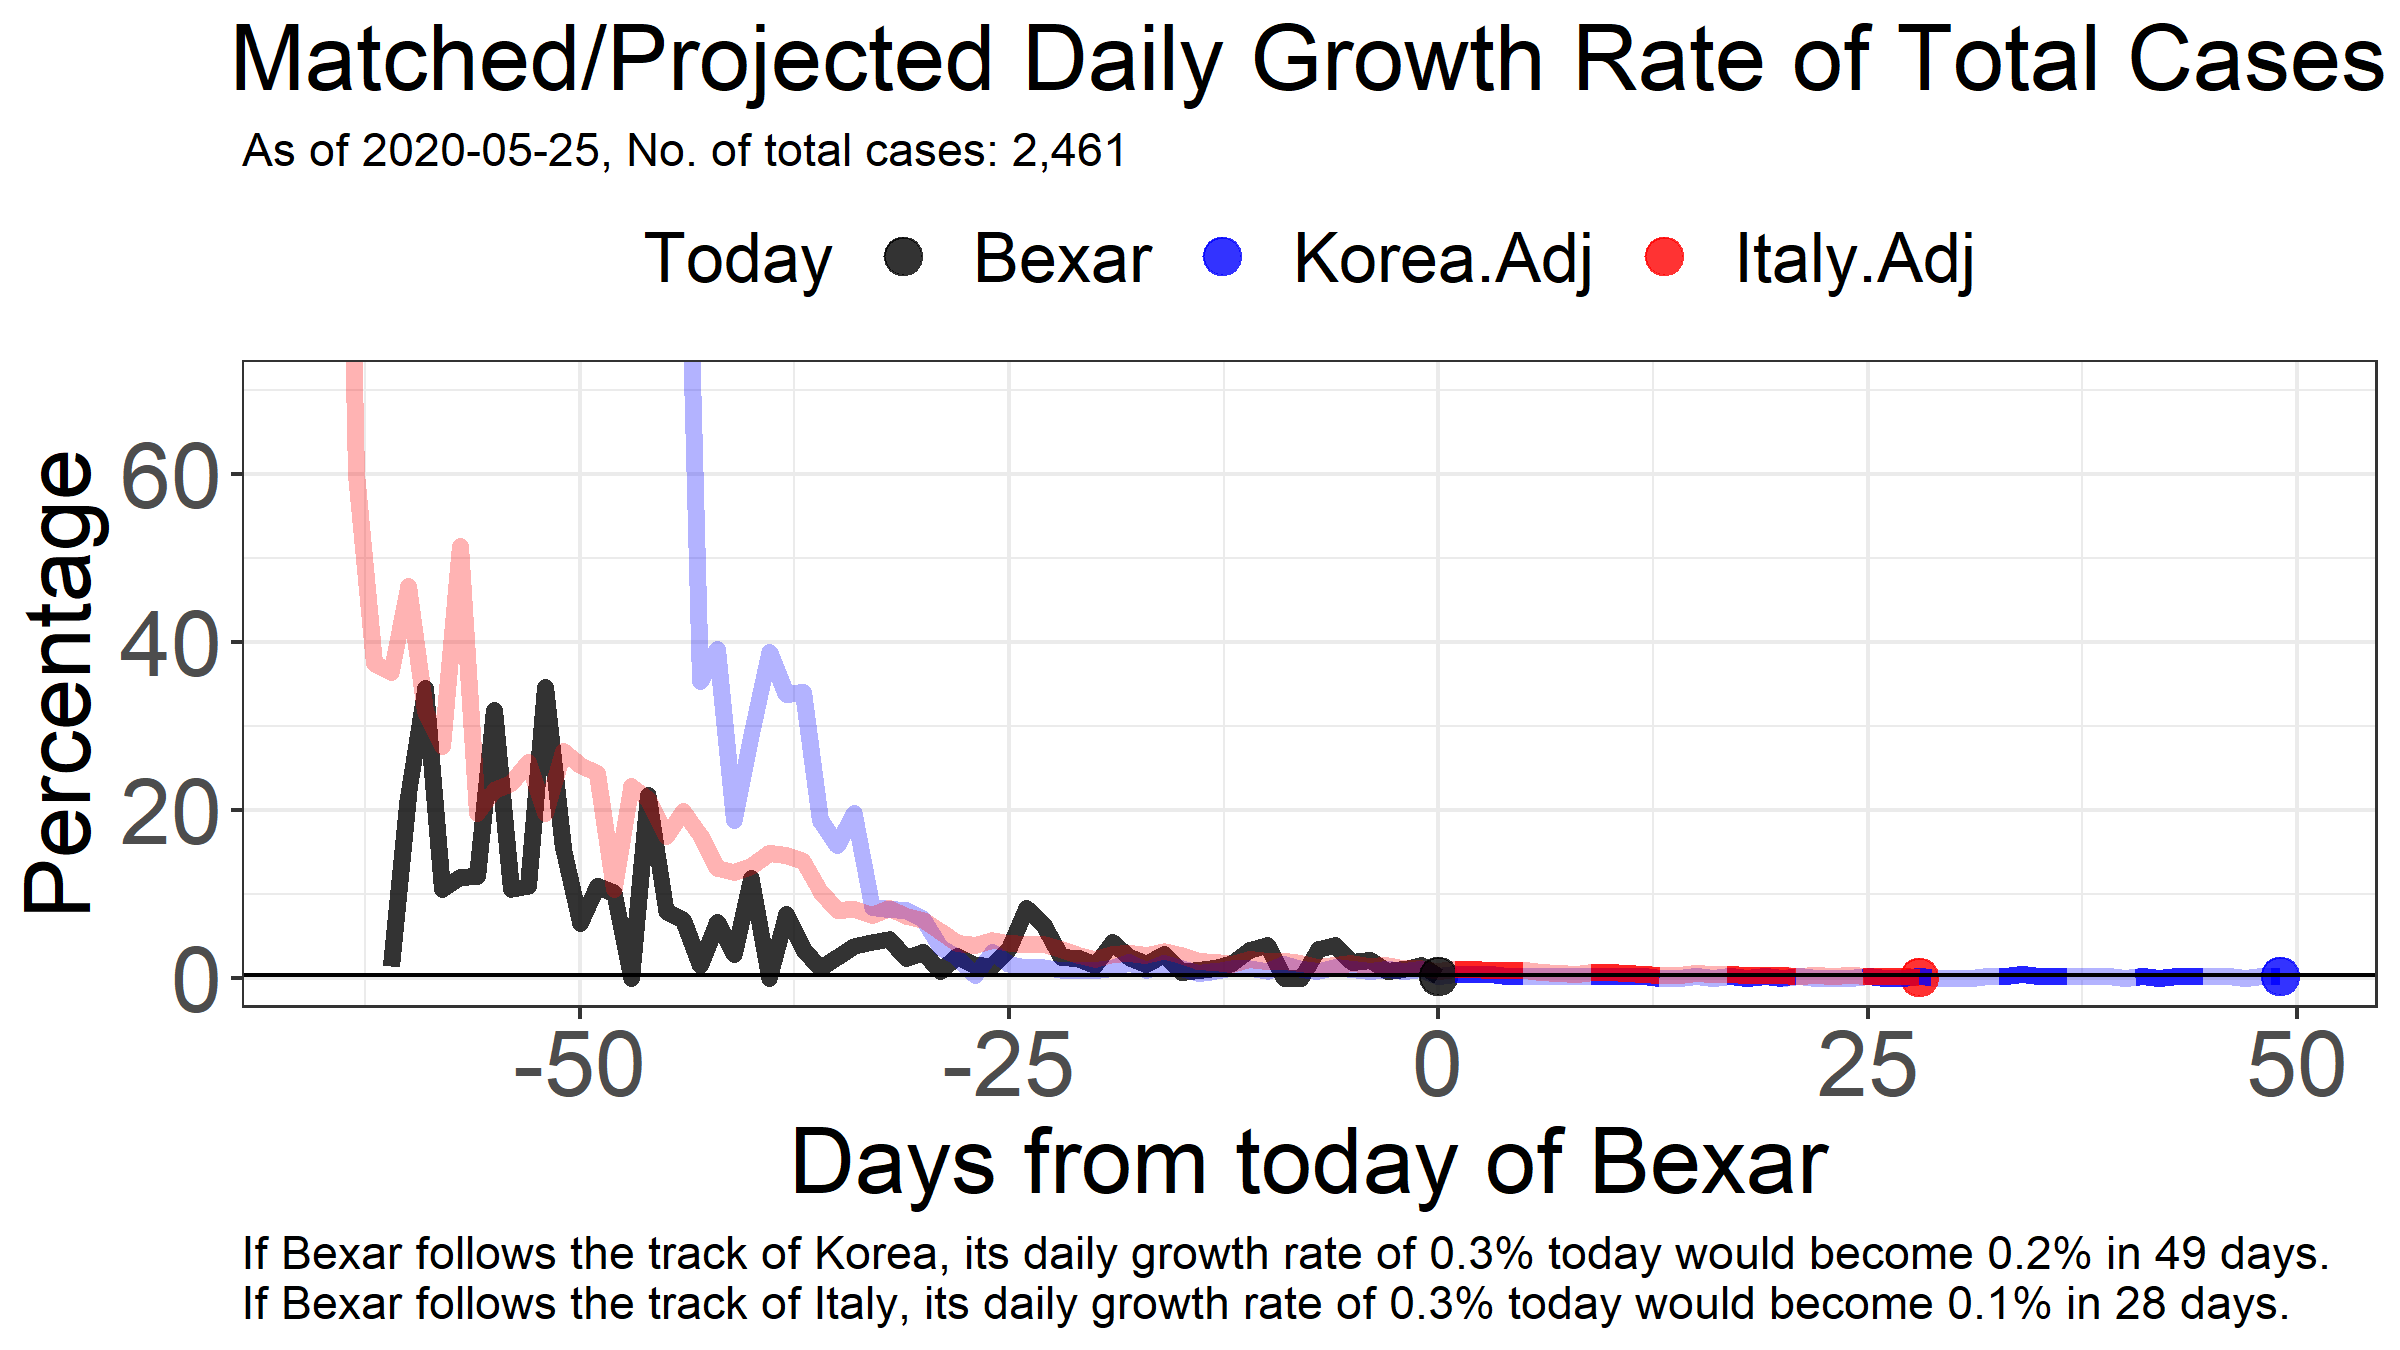 Matched/Projected Daily Growth Rate of Total Cases
As of 2020-05-25, No. of total cases: 2,461
Today Bexar Korea.Adj Italy.Adj
Percentage
60
40
20
0
-50 -25 0 25 50
Days from today of Bexar
If Bexar follows the track of Korea, its daily growth rate of 0.3% today would become 0.2% in 49 days.
If Bexar follows the track of Italy, its daily growth rate of 0.3% today would become 0.1% in 28 days.